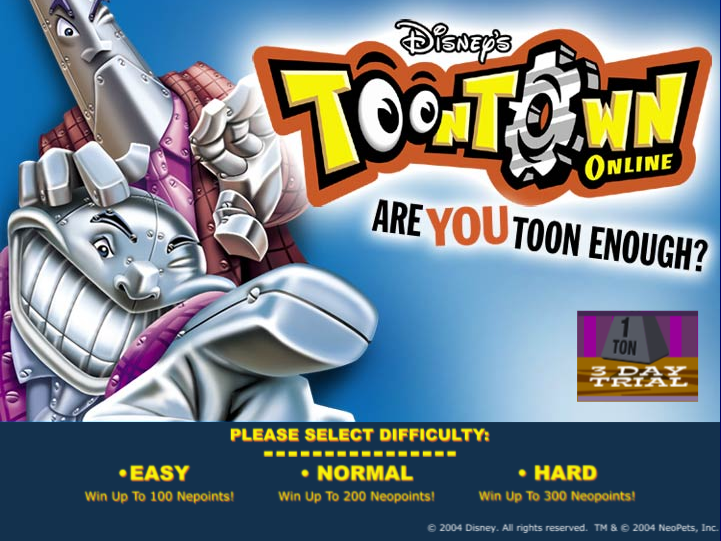 Disney's
TOONTOWN
ONLINE
ARE YOU TOON ENOUGH?
1
TON
3 DAY
TRIAL
PLEASE SELECT DIFFICULTY:
----------------
•EASY • NORMAL • HARD
Win Up To 100 Nepoints! Win Up To 200 Neopoints! Win Up To 300 Neopoints!
© 2004 Disney. All rights reserved. TM & © 2004 NeoPets, Inc.